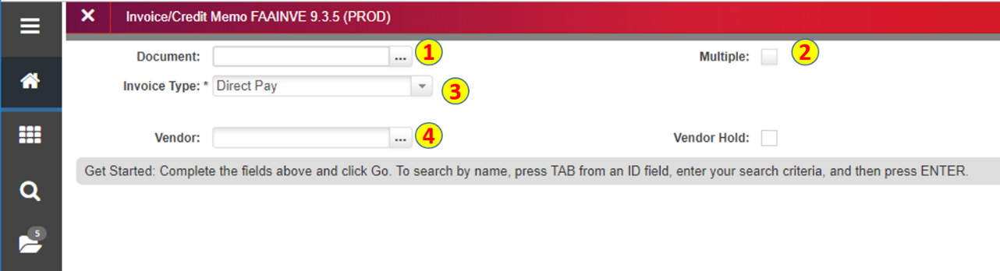 Invoice/Credit Memo FAAINVE 9.3.5 (PROD)
Document: ... 1 Multiple: 2
Invoice Type: * Direct Pay 3
Vendor: ... 4 Vendor Hold:
Get Started: Complete the fields above and click Go. To search by name, press TAB from an ID field, enter your search criteria, and then press ENTER.
5